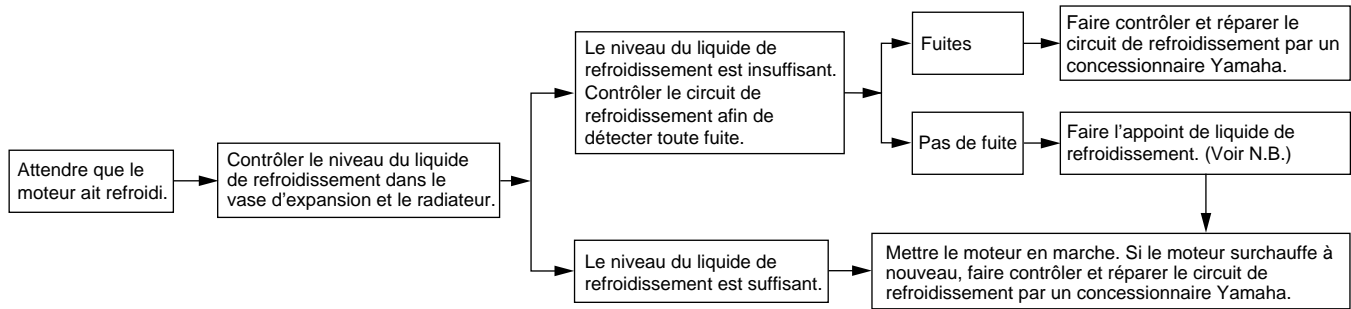 Attendre que le
moteur ait refroidi.
Contrôler le niveau du liquide
de refroidissement dans le
vase d’expansion et le radiateur.
Le niveau du liquide de
refroidissement est insuffisant.
Contrôler le circuit de
refroidissement afin de
détecter toute fuite.
Fuites
Faire contrôler et réparer le
circuit de refroidissement par un
concessionnaire Yamaha.
Pas de fuite
Faire l’appoint de liquide de
refroidissement. (Voir N.B.)
Le niveau du liquide de
refroidissement est suffisant.
Mettre le moteur en marche. Si le moteur surchauffe à
nouveau, faire contrôler et réparer le circuit de
refroidissement par un concessionnaire Yamaha.